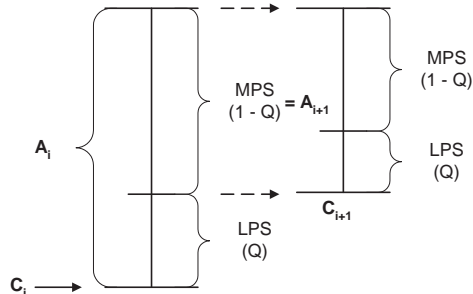 MPS
(1 - Q) = A_{i+1}
A_i
LPS
(Q)
C_i
MPS
(1 - Q)
LPS
(Q)
C_{i+1}